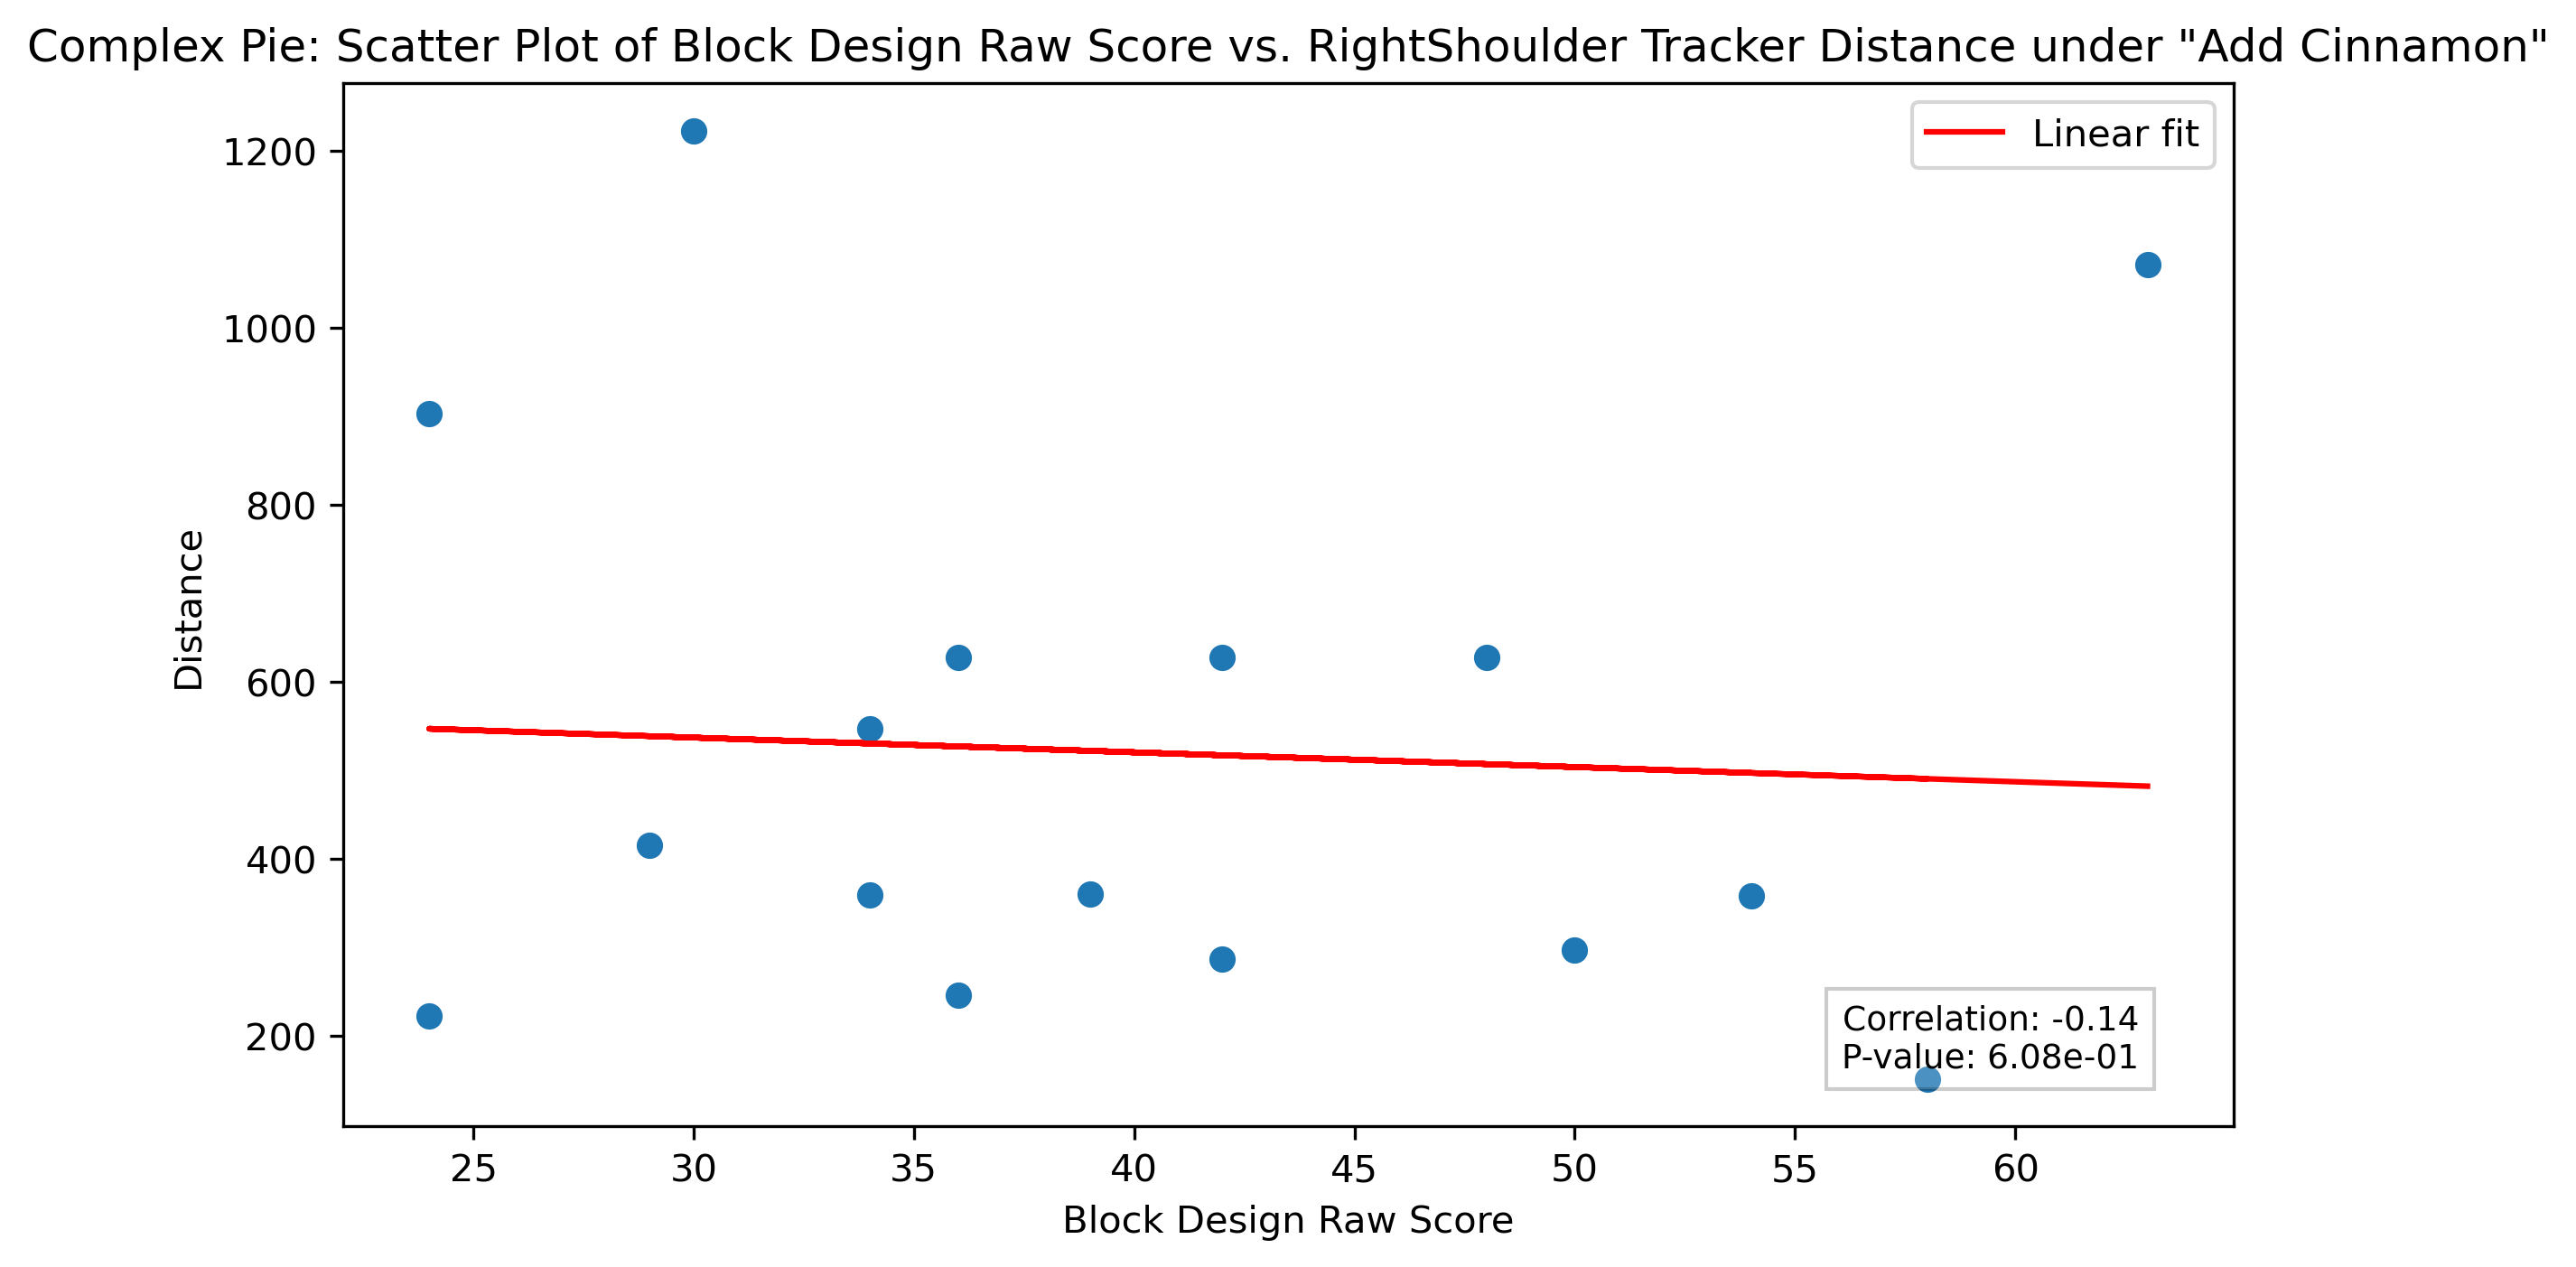 Complex Pie: Scatter Plot of Block Design Raw Score vs. RightShoulder Tracker Distance under "Add Cinnamon"
Linear fit
1200
1000
800
600
400
200
Distance
Correlation: -0.14
P-value: 6.08e-01
25 30 35 40 45 50 55 60
Block Design Raw Score